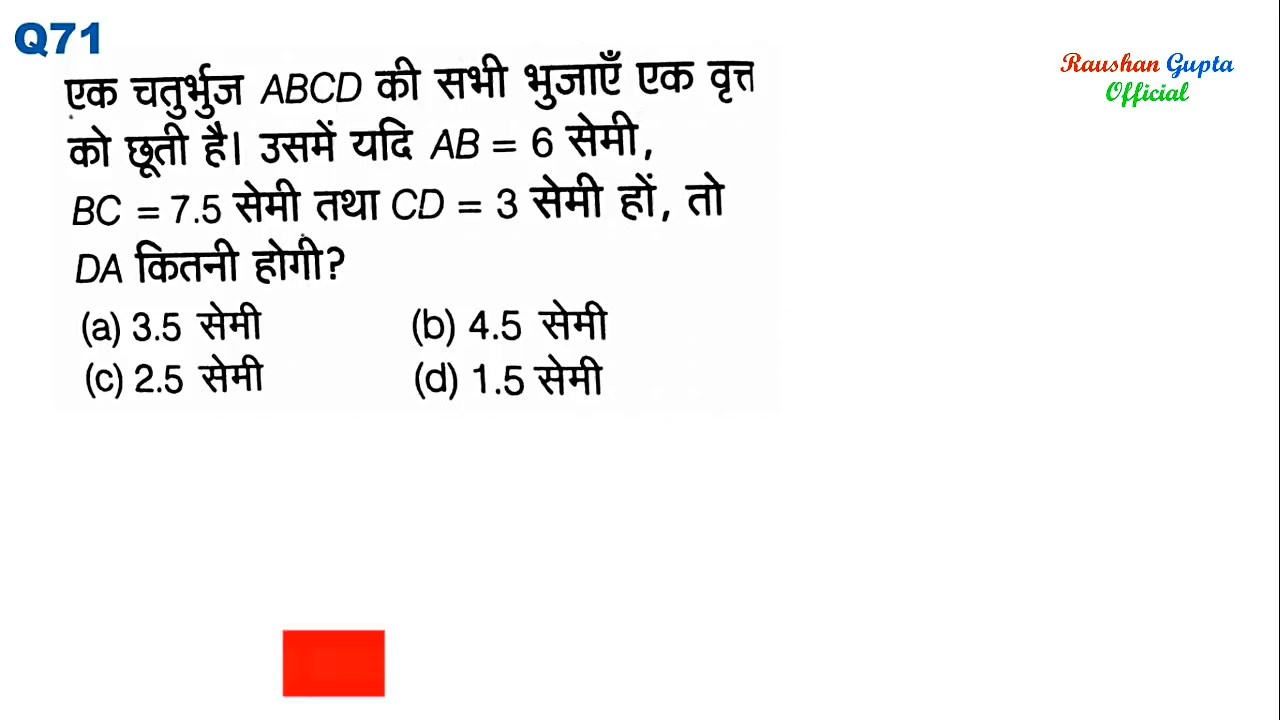 Q71
Raushan Gupta
Official
एक चतुर्भुज ABCD की सभी भुजाएँ एक वृत्त
को छूती है। उसमें यदि AB = 6 सेमी,
BC = 7.5 सेमी तथा CD = 3 सेमी हों, तो
DA कितनी होगी?
(a) 3.5 सेमी (b) 4.5 सेमी
(c) 2.5 सेमी (d) 1.5 सेमी